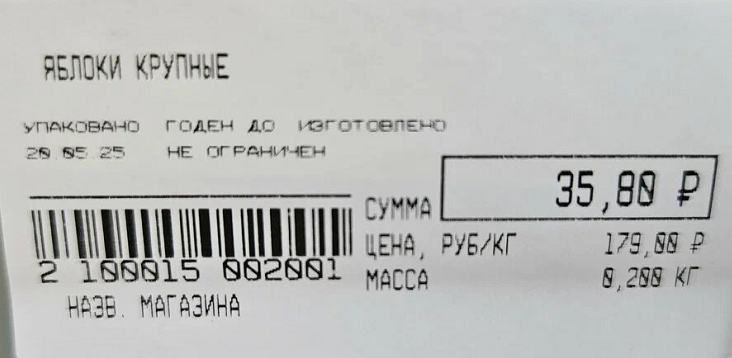 ЯБЛОКИ КРУПНЫЕ
УПАКОВАНО ГОДЕН ДО ИЗГОТОВЛЕНО
20.05.25 НЕ ОГРАНИЧЕН
СУММА 35,80 ₽
ЦЕНА, РУБ/КГ 179,00 ₽
МАССА 0,200 КГ
2 100015 002001
НАЗВ. МАГАЗИНА